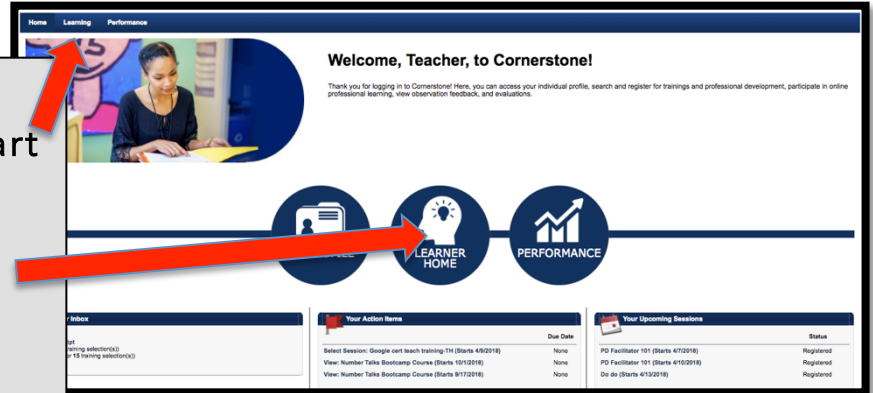 Home Learning Performance
art
Welcome, Teacher, to Cornerstone!
Thank you for logging in to Cornerstone! Here, you can access your individual profile, search and register for trainings and professional development, participate in online
professional learning, view observation feedback, and evaluations.
LEARNER
HOME
PERFORMANCE
r Inbox
ipt
raining selection(s))
or 15 training selection(s))
Your Action Items
Due Date
Select Session: Google cert teach training-TH (Starts 4/9/2018) None
View: Number Talks Bootcamp Course (Starts 10/1/2018) None
View: Number Talks Bootcamp Course (Starts 9/17/2018) None
Your Upcoming Sessions
Status
PD Facilitator 101 (Starts 4/7/2018) Registered
PD Facilitator 101 (Starts 4/10/2018) Registered
Do do (Starts 4/13/2018) Registered